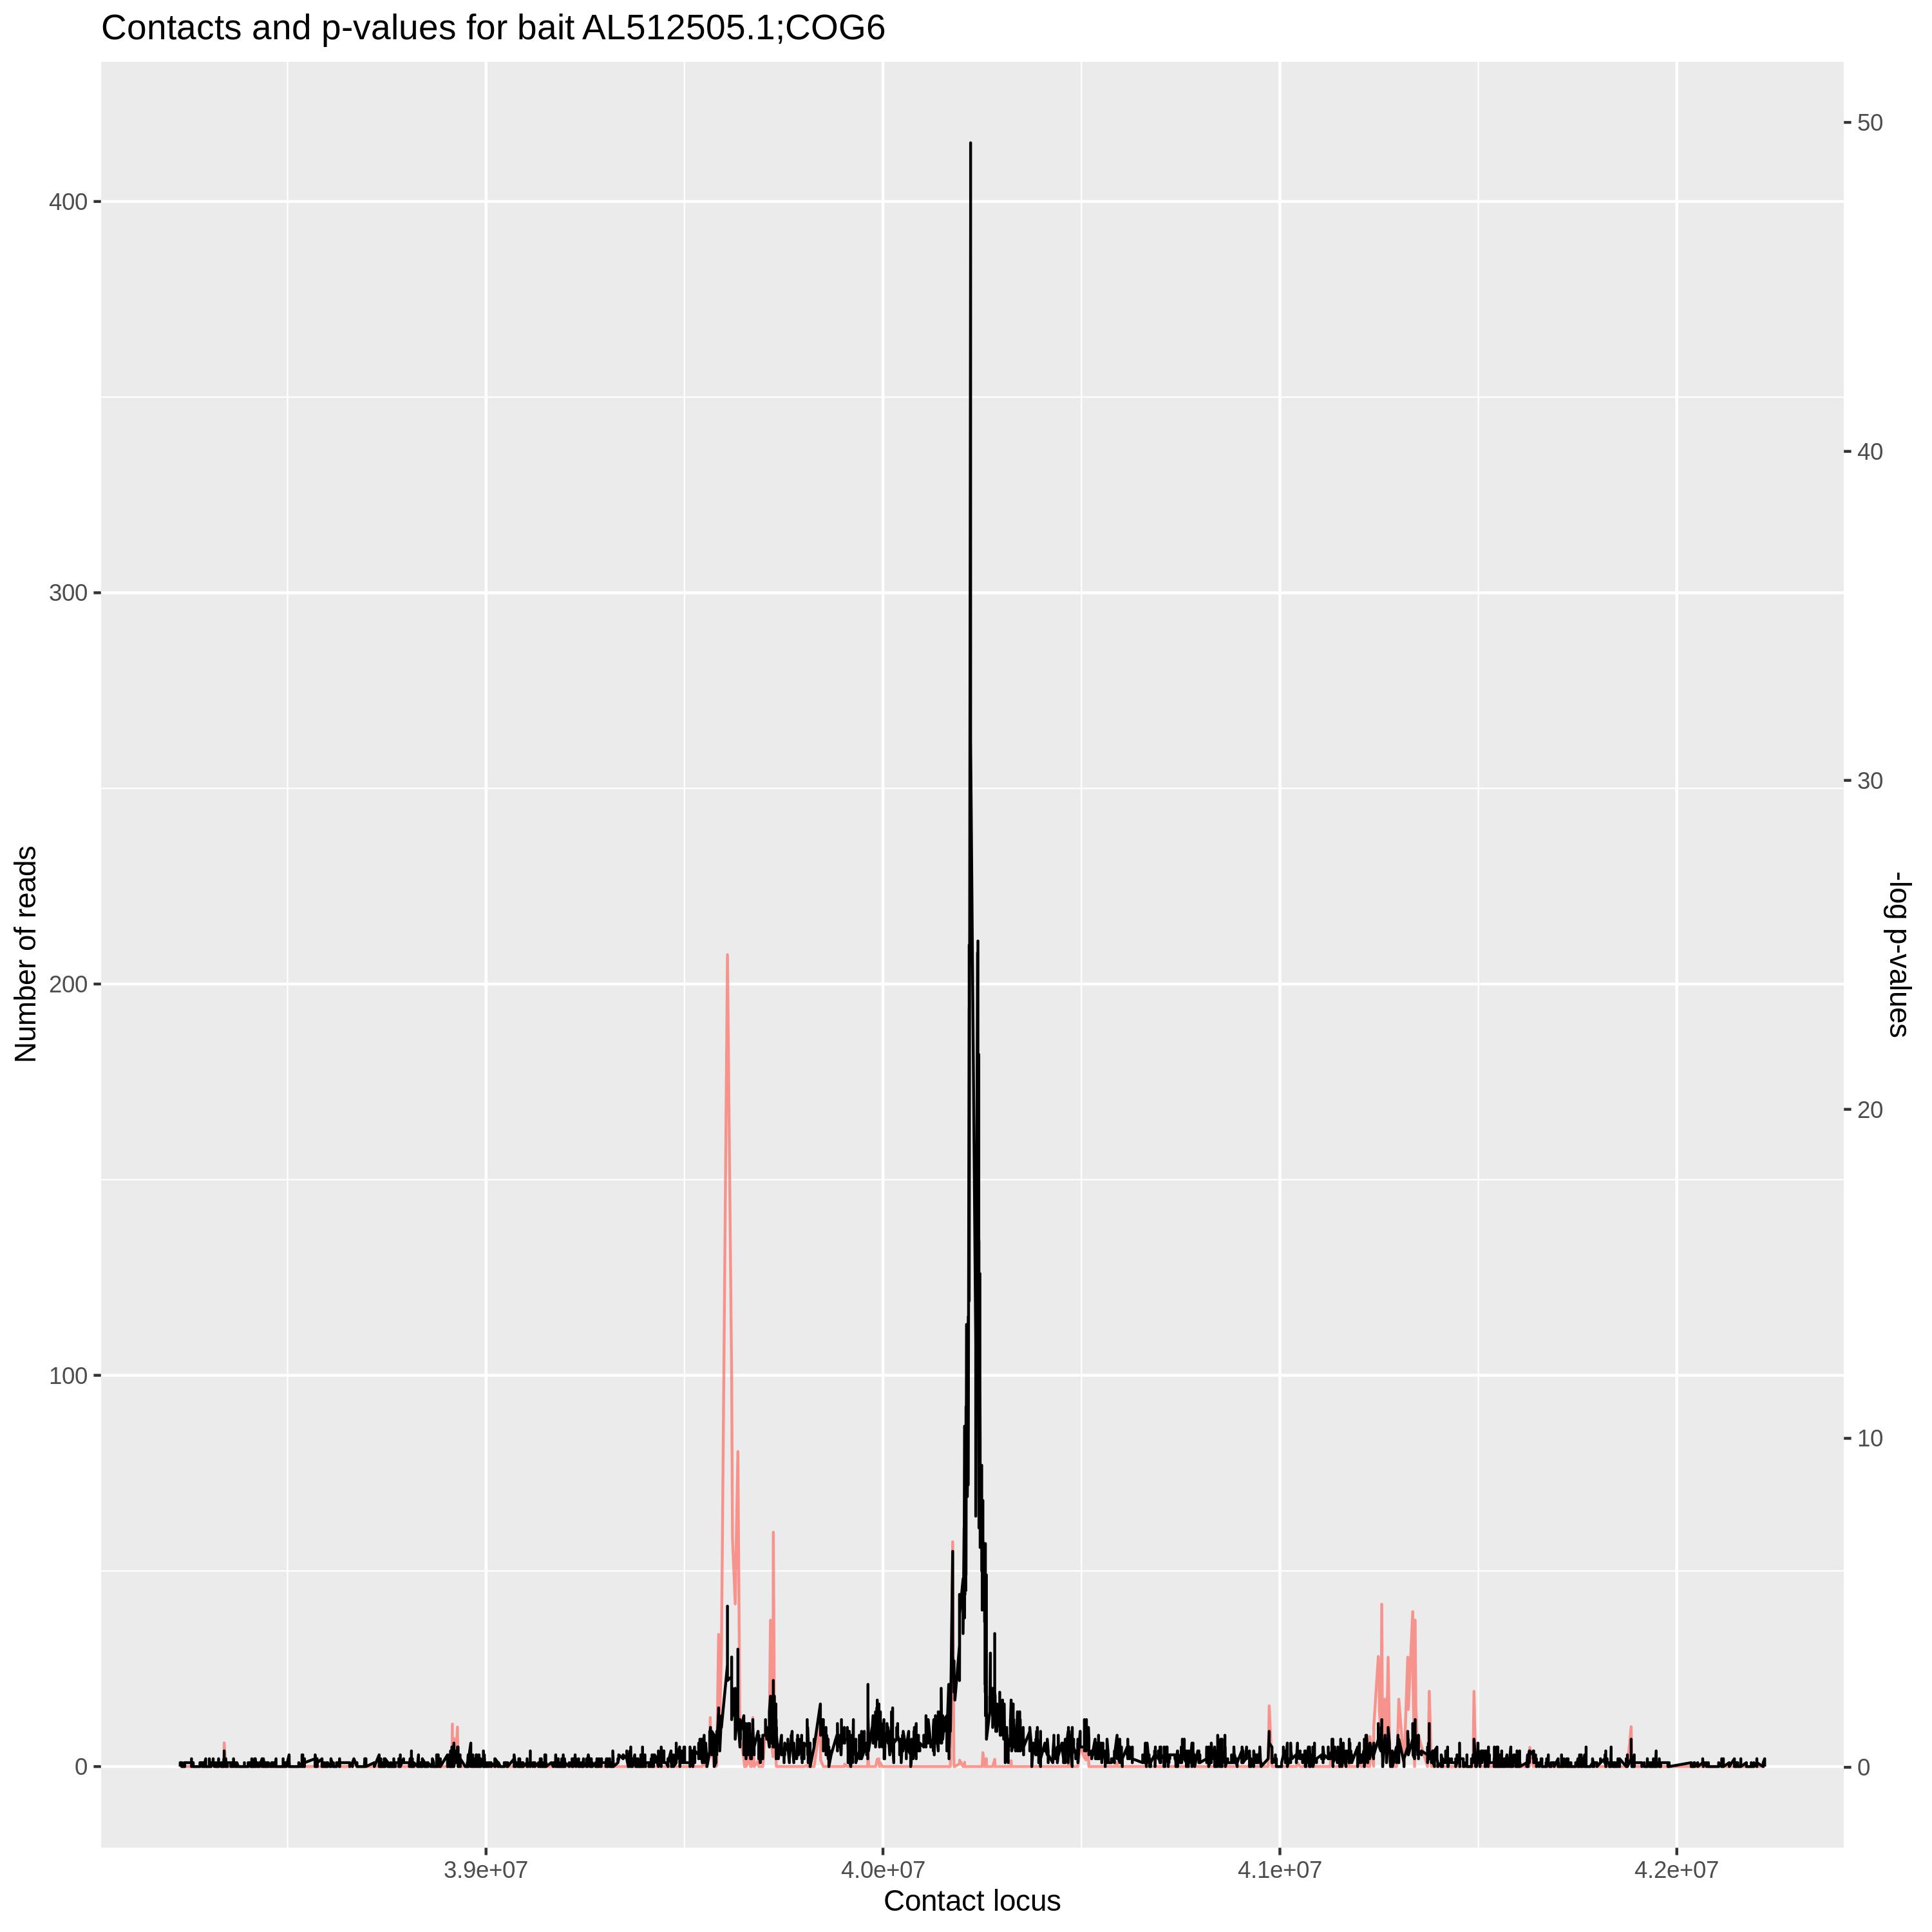 Contacts and p-values for bait AL512505.1;COG6
400
300
200
100
0
Number of reads
50
40
30
20
10
0
-log p-values
3.9e+07
4.0e+07
4.1e+07
4.2e+07
Contact locus